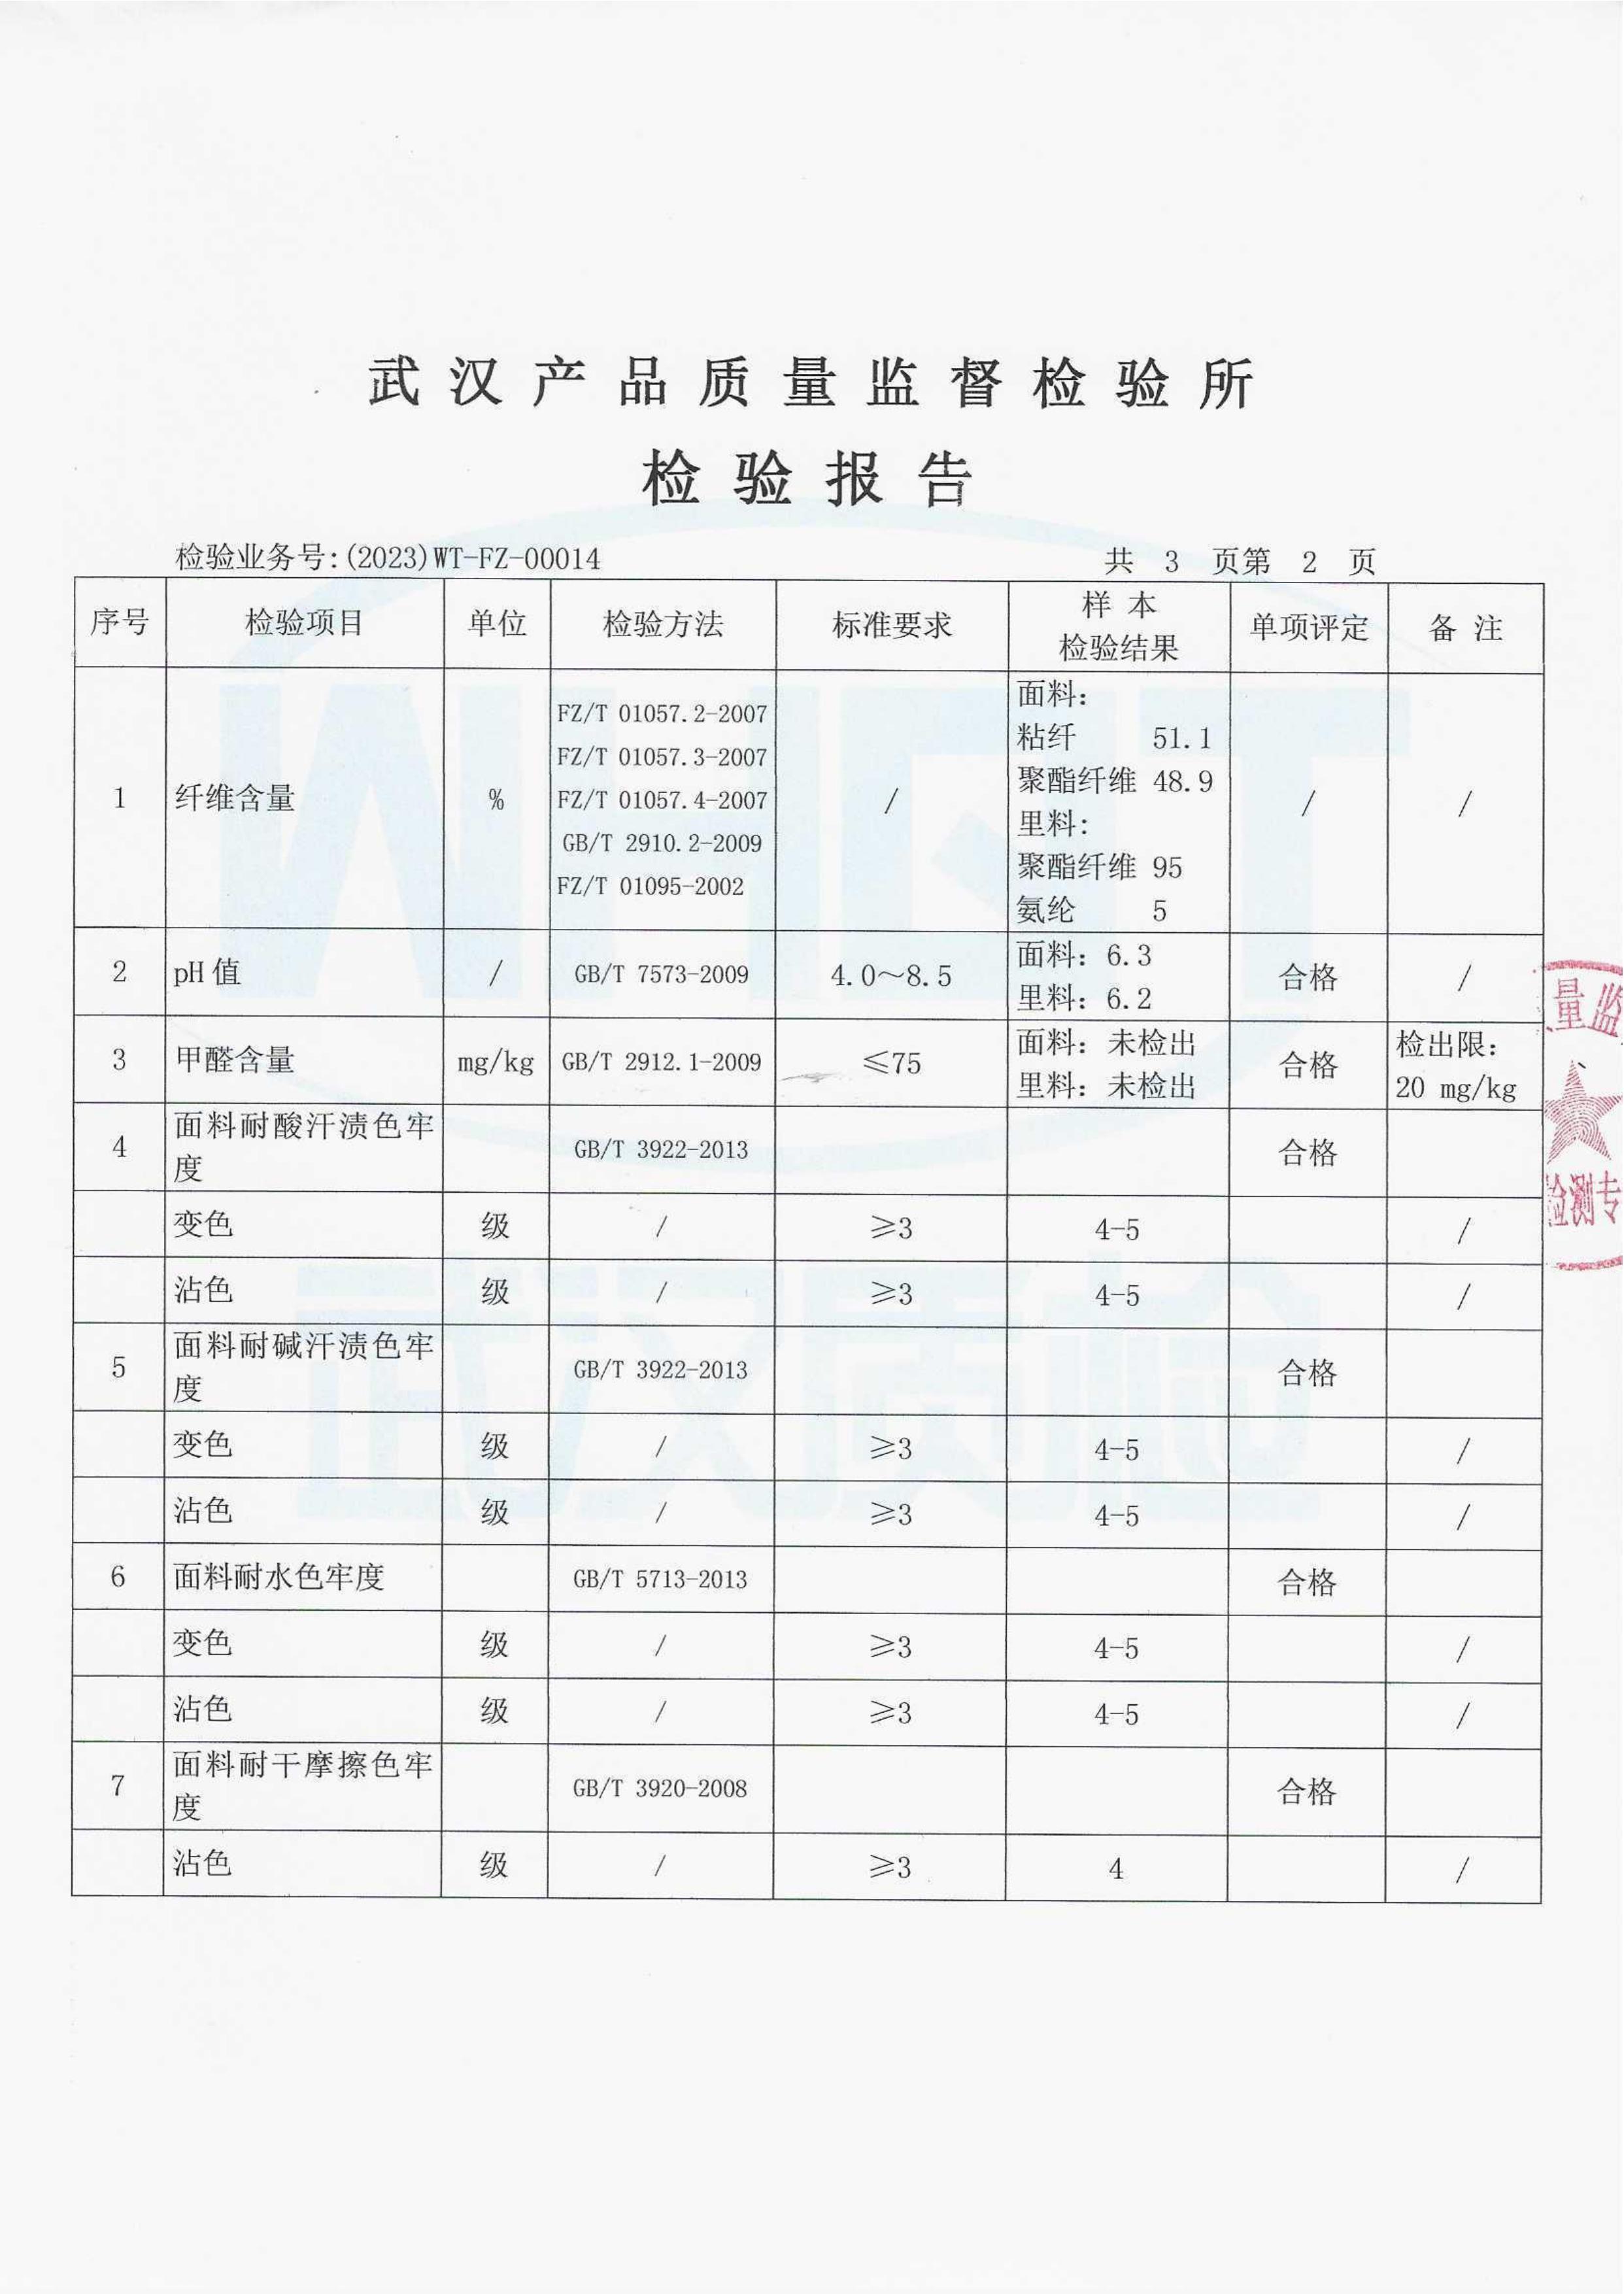 武汉产品质量监督检验所
检验报告
检验业务号:(2023)WT-FZ-00014 共 3 页第 2 页
序号 检验项目 单位 检验方法 标准要求 样本检验结果 单项评定 备注
1 纤维含量 % FZ/T 01057.2-2007 / 面料: / /
FZ/T 01057.3-2007 粘纤 51.1
FZ/T 01057.4-2007 聚酯纤维 48.9
GB/T 2910.2-2009 里料:
FZ/T 01095-2002 聚酯纤维 95
氨纶 5
2 pH值 / GB/T 7573-2009 4.0~8.5 面料: 6.3 合格 /
里料: 6.2
3 甲醛含量 mg/kg GB/T 2912.1-2009 ≤75 面料: 未检出 合格 检出限:
里料: 未检出 20 mg/kg
4 面料耐酸汗渍色牢度 GB/T 3922-2013 合格
变色 级 / ≥3 4-5 /
沾色 级 / ≥3 4-5 /
5 面料耐碱汗渍色牢度 GB/T 3922-2013 合格
变色 级 / ≥3 4-5 /
沾色 级 / ≥3 4-5 /
6 面料耐水色牢度 GB/T 5713-2013 合格
变色 级 / ≥3 4-5 /
沾色 级 / ≥3 4-5 /
7 面料耐干摩擦色牢度 GB/T 3920-2008 合格
沾色 级 / ≥3 4 /
量监
检测专
武汉质检